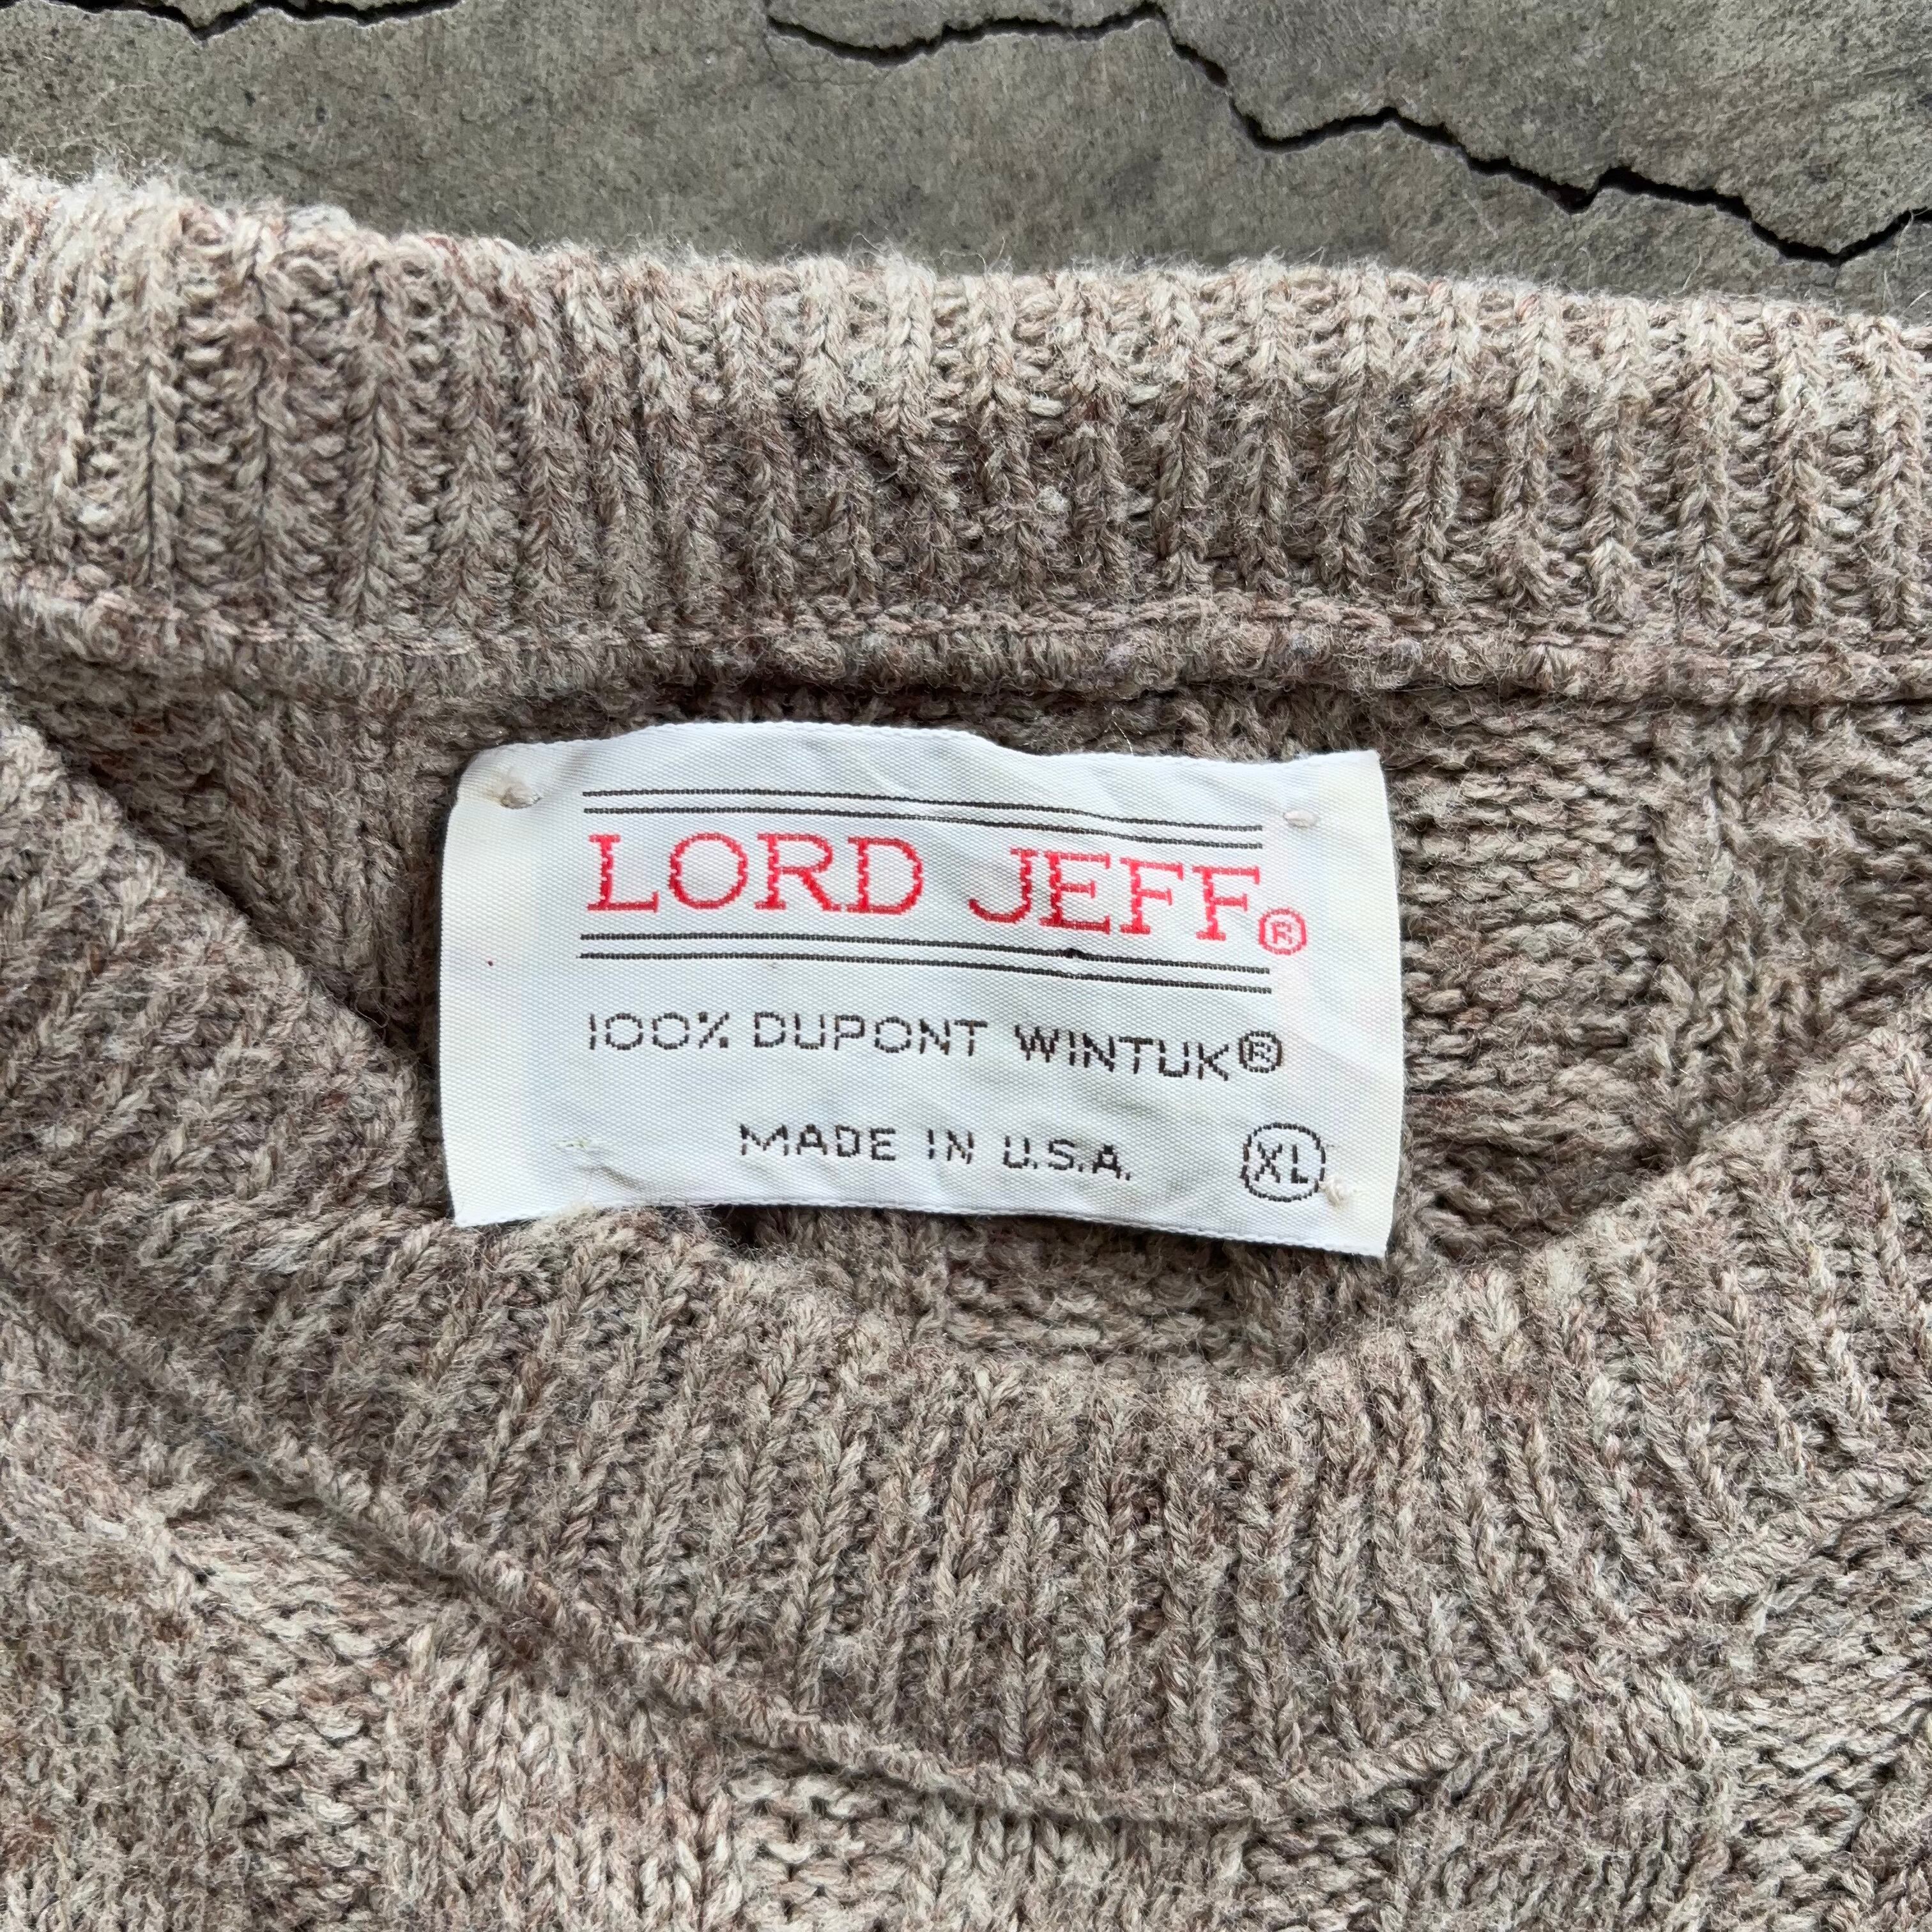 LORD JEFF®
100% DUPONT WINTUK®
MADE IN U.S.A. XL